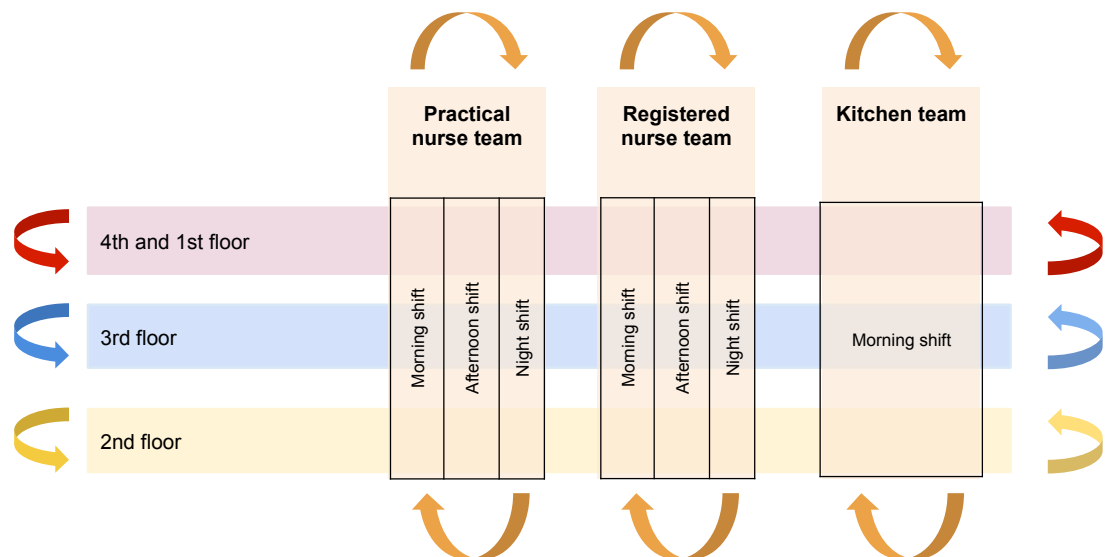 Practical
nurse team
Registered
nurse team
Kitchen team
4th and 1st floor
3rd floor
2nd floor
Morning shift
Afternoon shift
Night shift
Morning shift
Afternoon shift
Night shift
Morning shift